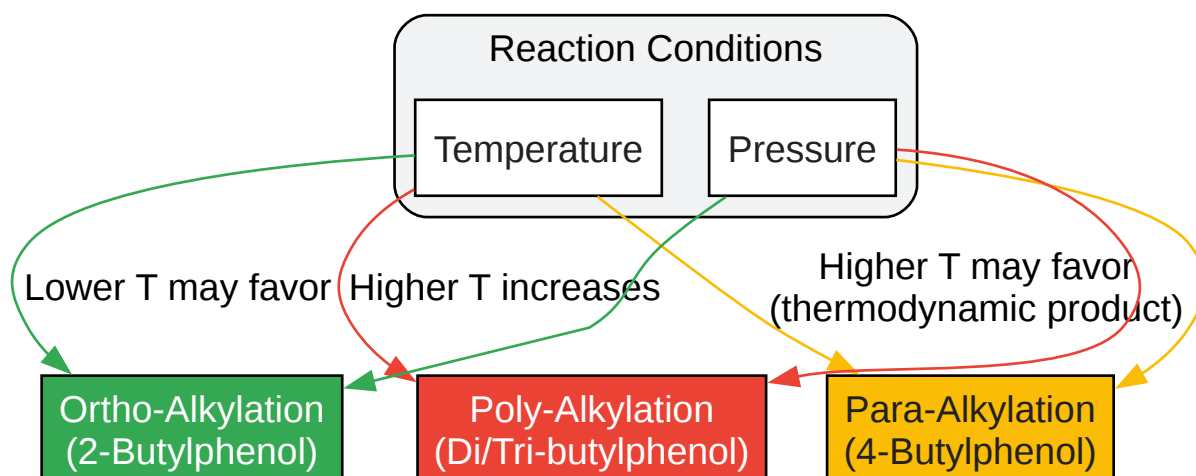 Reaction Conditions
Temperature
Pressure
Lower T may favor
Higher T increases
Higher T may favor
(thermodynamic product)
Ortho-Alkylation
(2-Butylphenol)
Poly-Alkylation
(Di/Tri-butylphenol)
Para-Alkylation
(4-Butylphenol)